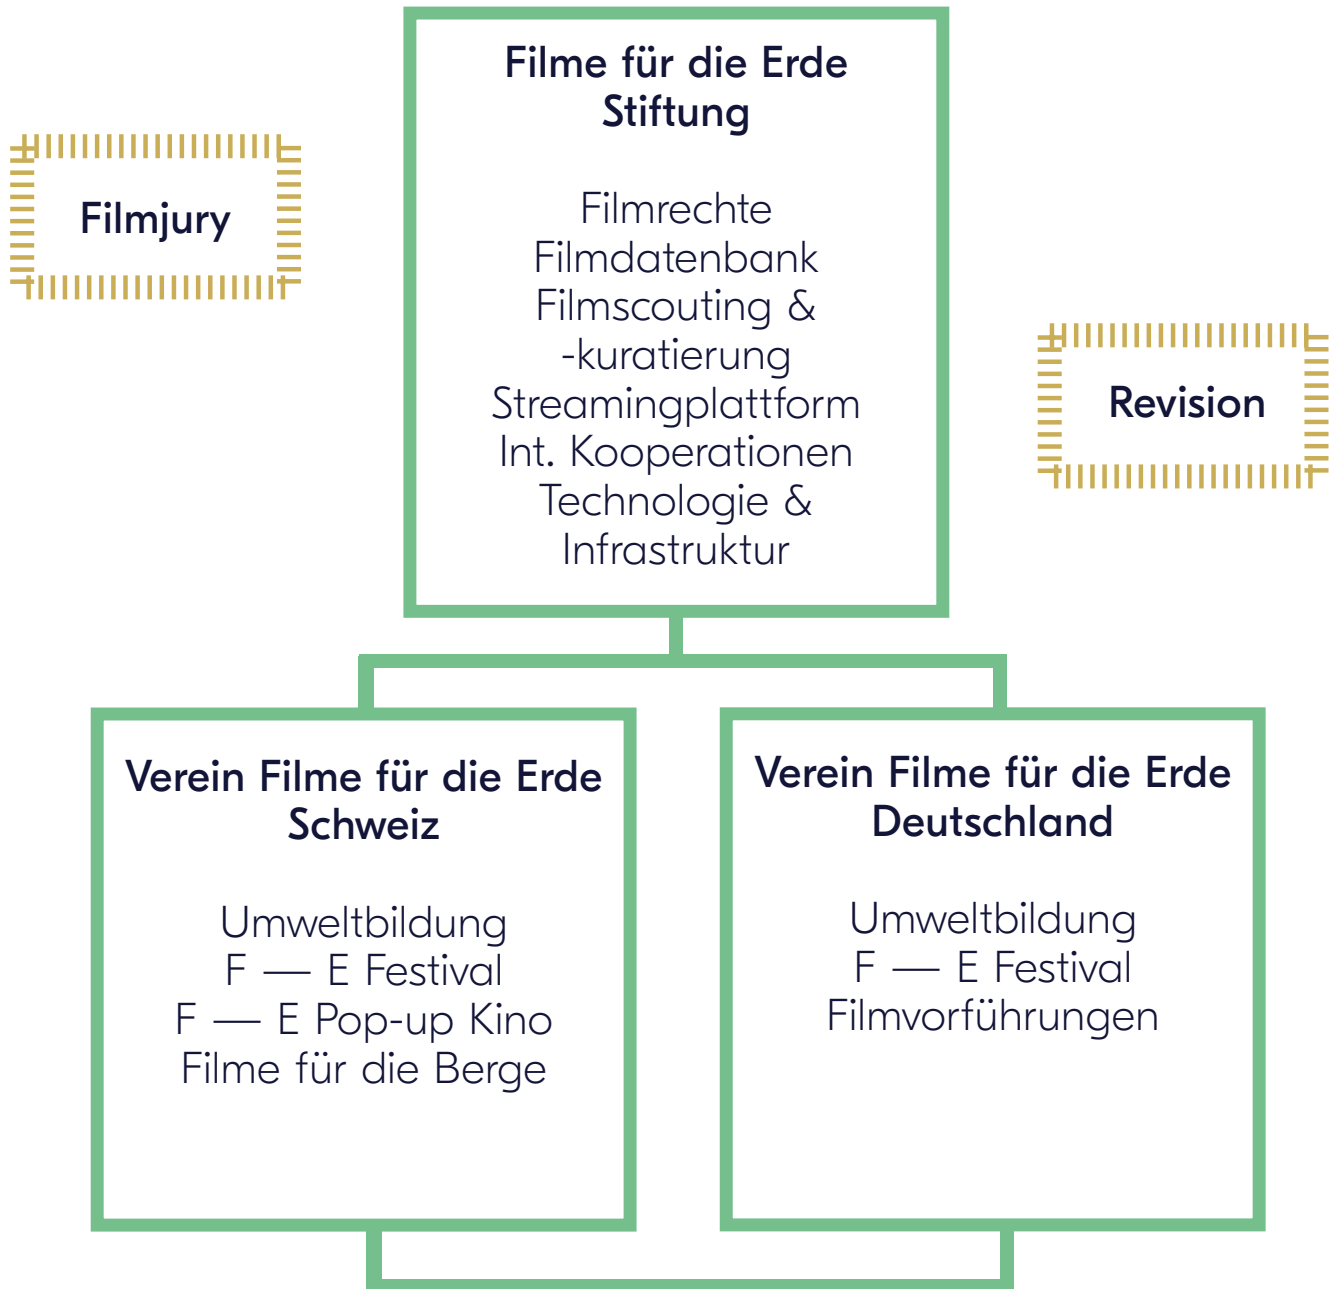 Filme für die Erde
Stiftung
Filmrechte
Filmdatenbank
Filmscouting &
-kuratierung
Streamingplattform
Int. Kooperationen
Technologie &
Infrastruktur
Filmjury
Revision
Verein Filme für die Erde
Schweiz
Umweltbildung
F — E Festival
F — E Pop-up Kino
Filme für die Berge
Verein Filme für die Erde
Deutschland
Umweltbildung
F — E Festival
Filmvorführungen